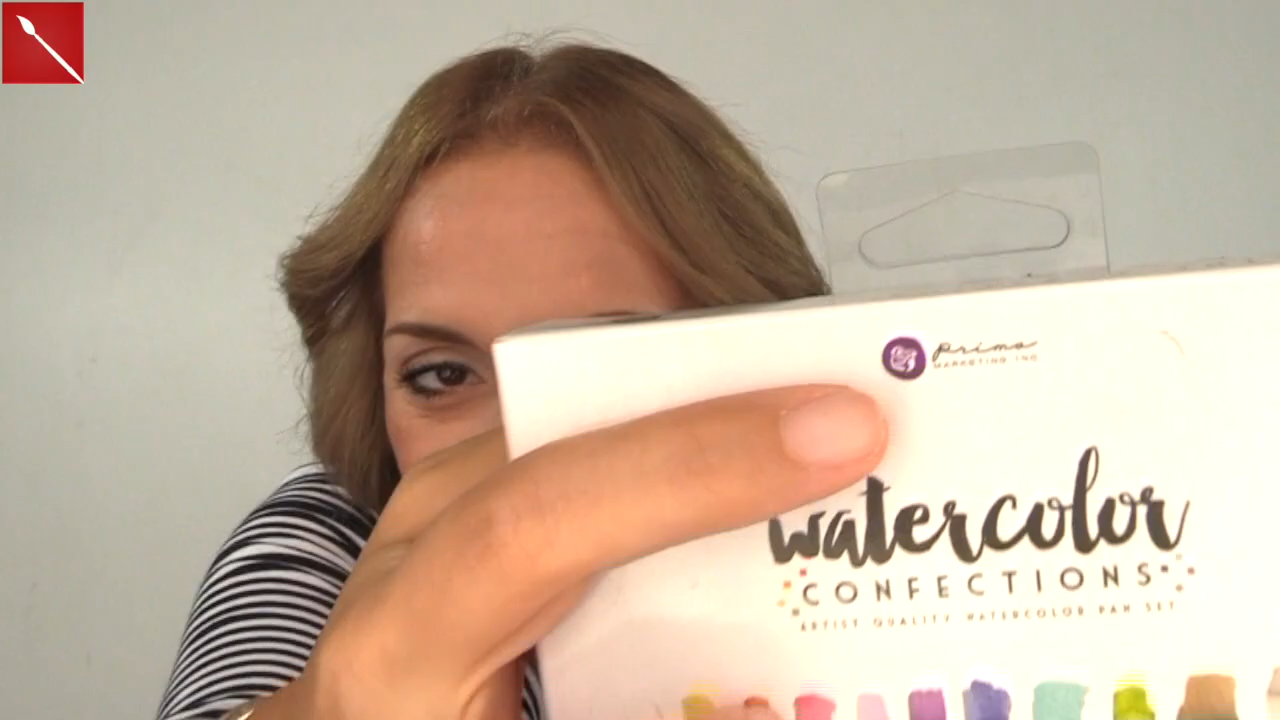 prima
MARKETING INC
watercolor
CONFECTIONS
ARTIST QUALITY WATERCOLOR PAN SET